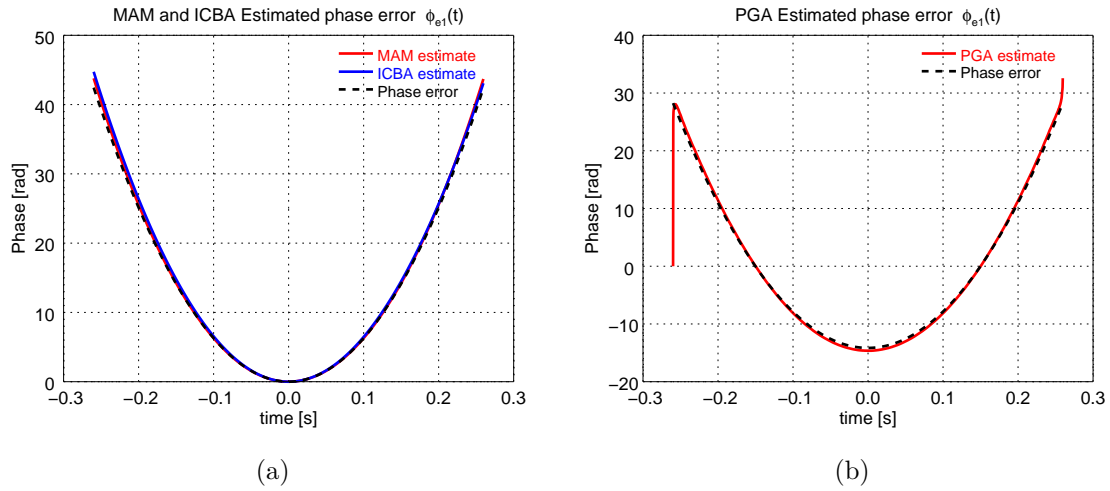 MAM and ICBA Estimated phase error ϕe1(t)
MAM estimate
ICBA estimate
Phase error
50
40
30
20
10
0
Phase [rad]
−0.3 −0.2 −0.1 0.0 0.1 0.2 0.3
time [s]
(a)
PGA Estimated phase error ϕe1(t)
PGA estimate
Phase error
40
30
20
10
0
−10
−20
Phase [rad]
−0.3 −0.2 −0.1 0.0 0.1 0.2 0.3
time [s]
(b)